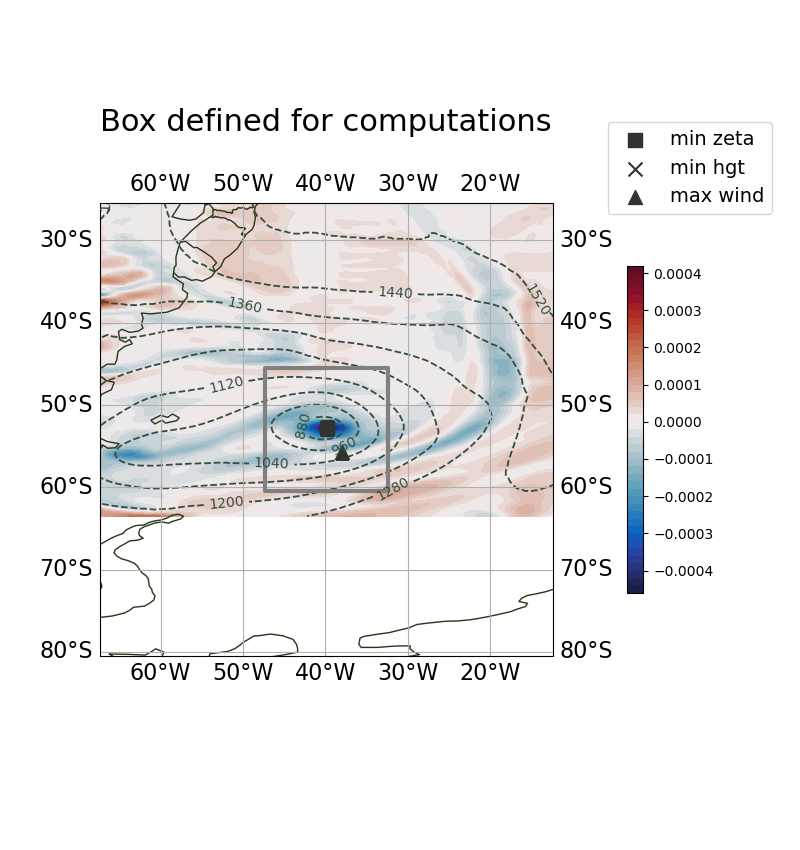 Box defined for computations
min zeta
min hgt
max wind
60°W 50°W 40°W 30°W 20°W
30°S 30°S
40°S 40°S
50°S 50°S
60°S 60°S
70°S 70°S
80°S 80°S
60°W 50°W 40°W 30°W 20°W
1440
1360
1520
1120
880
960
1040
1280
1200
0.0004
0.0003
0.0002
0.0001
0.0000
−0.0001
−0.0002
−0.0003
−0.0004